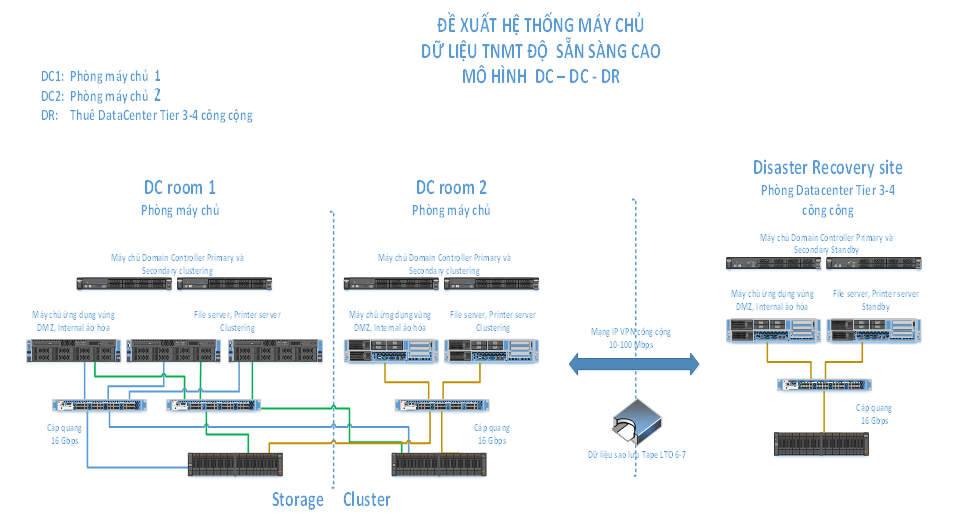 ĐỀ XUẤT HỆ THỐNG MÁY CHỦ
DỮ LIỆU TNMT ĐỘ SẴN SÀNG CAO
MÔ HÌNH DC – DC - DR
DC1: Phòng máy chủ 1
DC2: Phòng máy chủ 2
DR: Thuê DataCenter Tier 3-4 công cộng
DC room 1
Phòng máy chủ
Máy chủ Domain Controller Primary và
Secondary clustering
Máy chủ ứng dụng vùng
DMZ, Internal ảo hóa
File server, Printer server
Clustering
Cáp quang
16 Gbps
DC room 2
Phòng máy chủ
Máy chủ Domain Controller Primary và
Secondary clustering
Máy chủ ứng dụng vùng
DMZ, Internal ảo hóa
File server, Printer server
Clustering
Cáp quang
16 Gbps
Storage Cluster
Mạng IP VPN công cộng
10-100 Mbps
Dữ liệu sao lưu Tape LTO 6-7
Disaster Recovery site
Phòng Datacenter Tier 3-4
công công
Máy chủ Domain Controller Primary và
Secondary Standby
Máy chủ ứng dụng vùng
DMZ, Internal ảo hóa
File server, Printer server
Standby
Cáp quang
16 Gbps